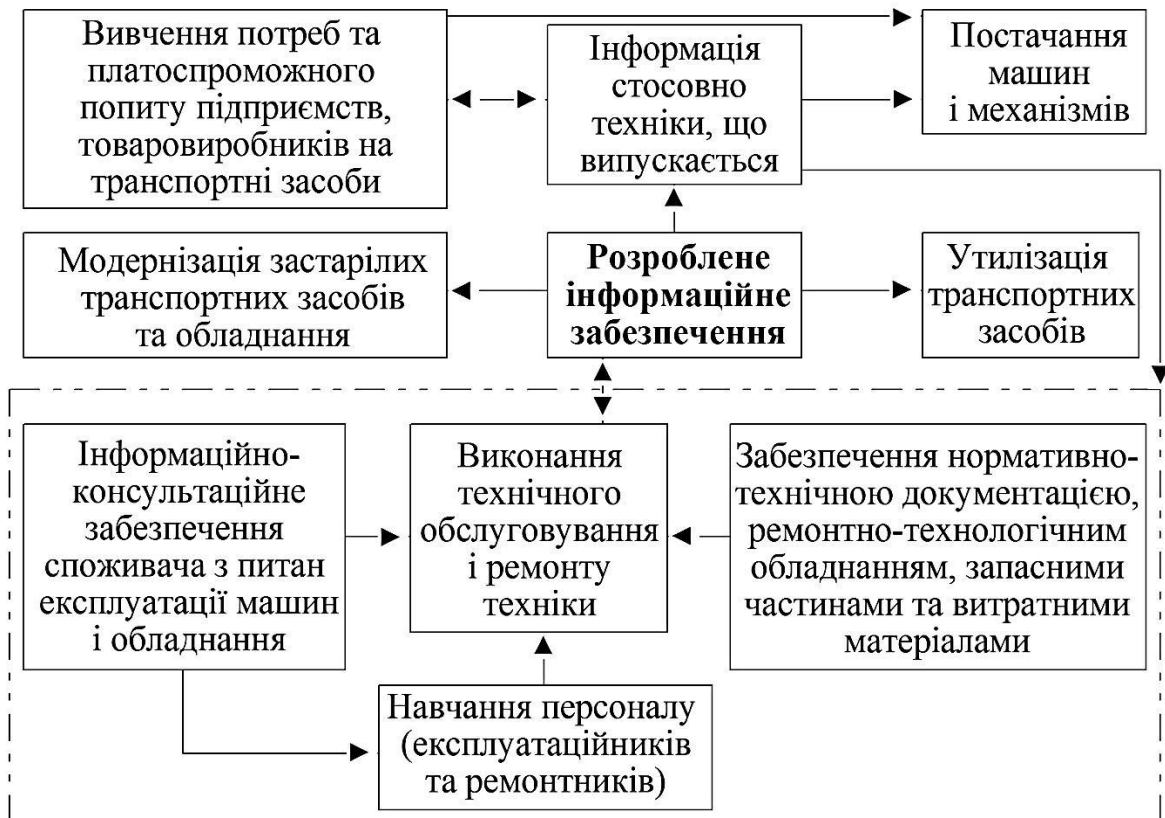 Вивчення потреб та
платоспроможного
попиту підприємств,
товаровиробників на
транспортні засоби
Інформація
стосовно
техніки, що
випускається
Постачання
машин
і механізмів
Модернізація застарілих
транспортних засобів
та обладнання
Розроблене
інформаційне
забезпечення
Утилізація
транспортних
засобів
Інформаційно-
консультаційне
забезпечення
споживача з питан
експлуатації машин
і обладнання
Виконання
технічного
обслуговування
і ремонту
техніки
Забезпечення нормативно-
технічною документацією,
ремонтно-технологічним
обладнанням, запасними
частинами та витратними
матеріалами
Навчання персоналу
(експлуатаційників
та ремонтників)